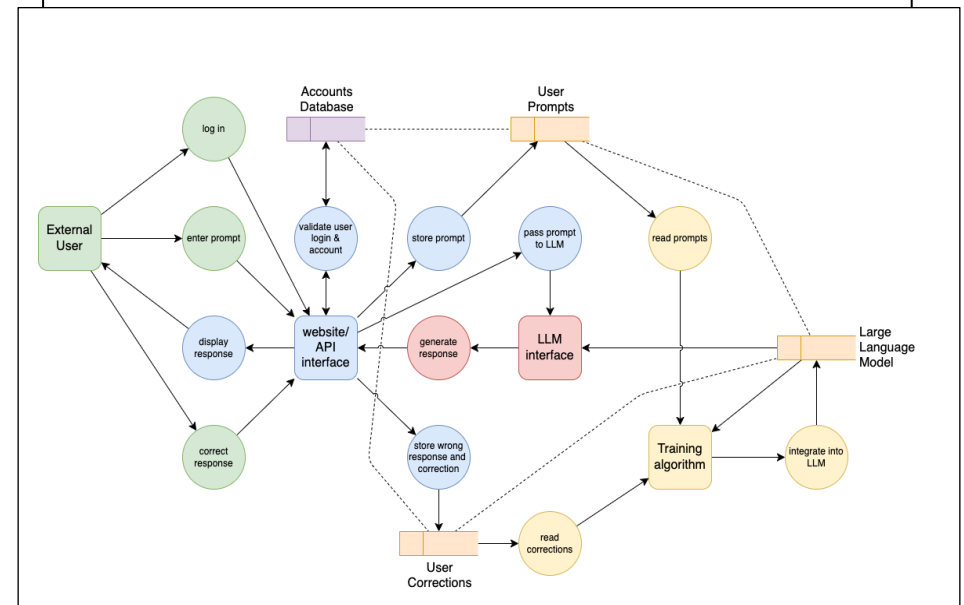 Accounts
Database
User
Prompts
log in
External
User
enter prompt
validate user
login &
account
store prompt
pass prompt
to LLM
read prompts
display
response
website/
API
interface
generate
response
LLM
interface
Large
Language
Model
correct
response
store wrong
response and
correction
Training
algorithm
integrate into
LLM
read
corrections
User
Corrections